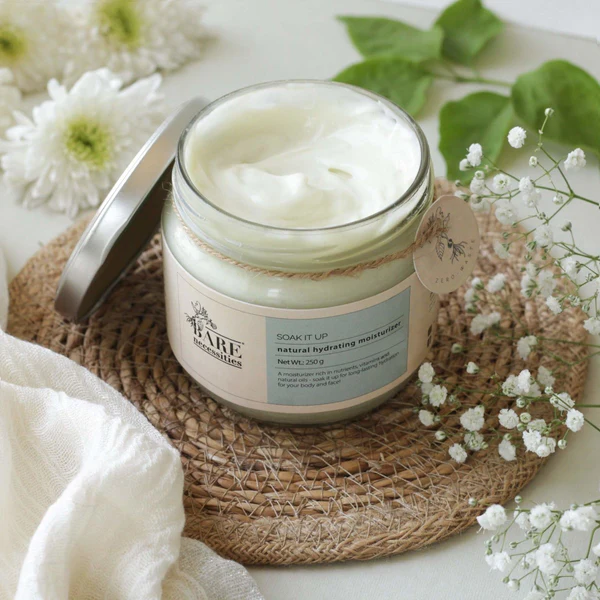 BARE
necessities
SOAK IT UP
natural hydrating moisturizer
Net Wt.: 250 g
A moisturizer rich in nutrients, vitamins and
natural oils - soak it up for long lasting hydration
for your body and face!
ZERO